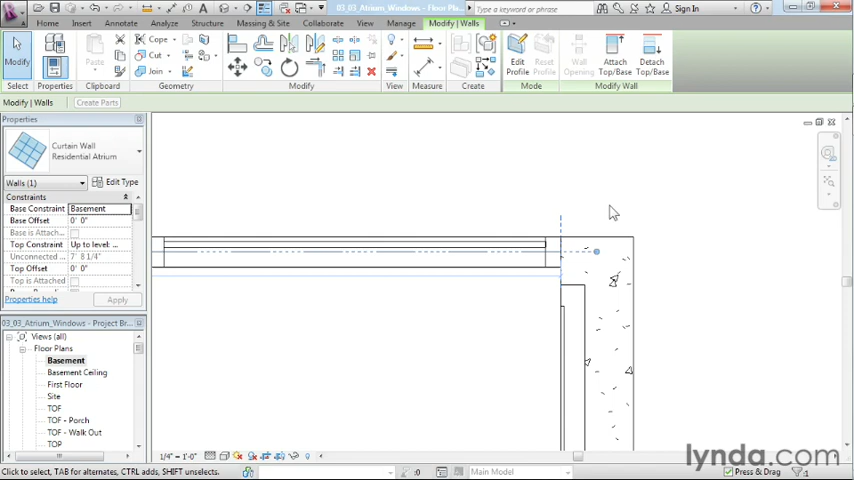 03_03_Atrium_Windows - Floor Plan...
Sign In
Home
Insert
Annotate
Analyze
Structure
Massing & Site
Collaborate
View
Manage
Modify | Walls
Modify
Properties
Paste
Cope
Cut
Join
Edit
Profile
Reset
Profile
Wall
Opening
Attach
Top/Base
Detach
Top/Base
Select
Properties
Clipboard
Geometry
Modify
View
Measure
Create
Mode
Modify Wall
Modify | Walls
Create Parts
Properties
Curtain Wall
Residential Atrium
Walls (1)
Edit Type
Constraints
Base Constraint
Basement
Base Offset
0' 0"
Base is Attach...
Top Constraint
Up to level: ...
Unconnected ...
7' 8 1/4"
Top Offset
0' 0"
Top is Attached
Properties help
Apply
03_03_Atrium_Windows - Project Br...
Views (all)
Floor Plans
Basement
Basement Ceiling
First Floor
Site
TOF
TOF - Porch
TOF - Walk Out
TOP
1/4" = 1'-0"
Click to select, TAB for alternates, CTRL adds, SHIFT unselects.
:0
Main Model
Press & Drag
:1
lynda.com